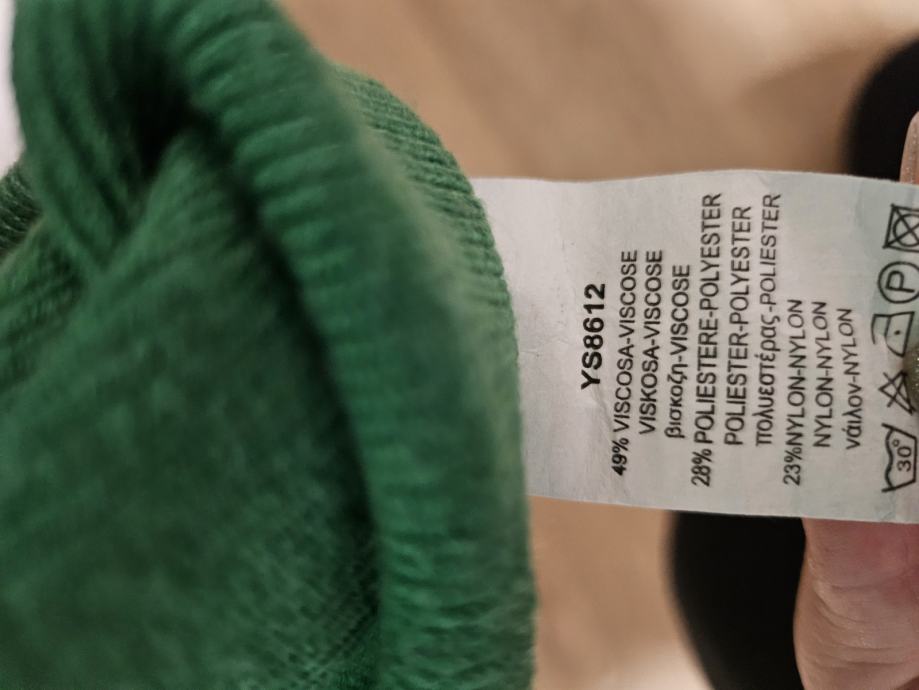 YS8612
49% VISCOSA-VISCOSE
VISKOSA-VISCOSE
βισκοζη-VISCOSE
28% POLIESTERE-POLYESTER
POLIESTER-POLYESTER
πολυεστέρας-POLIESTER
23%NYLON-NYLON
NYLON-NYLON
νάιλον-NYLON
30° P